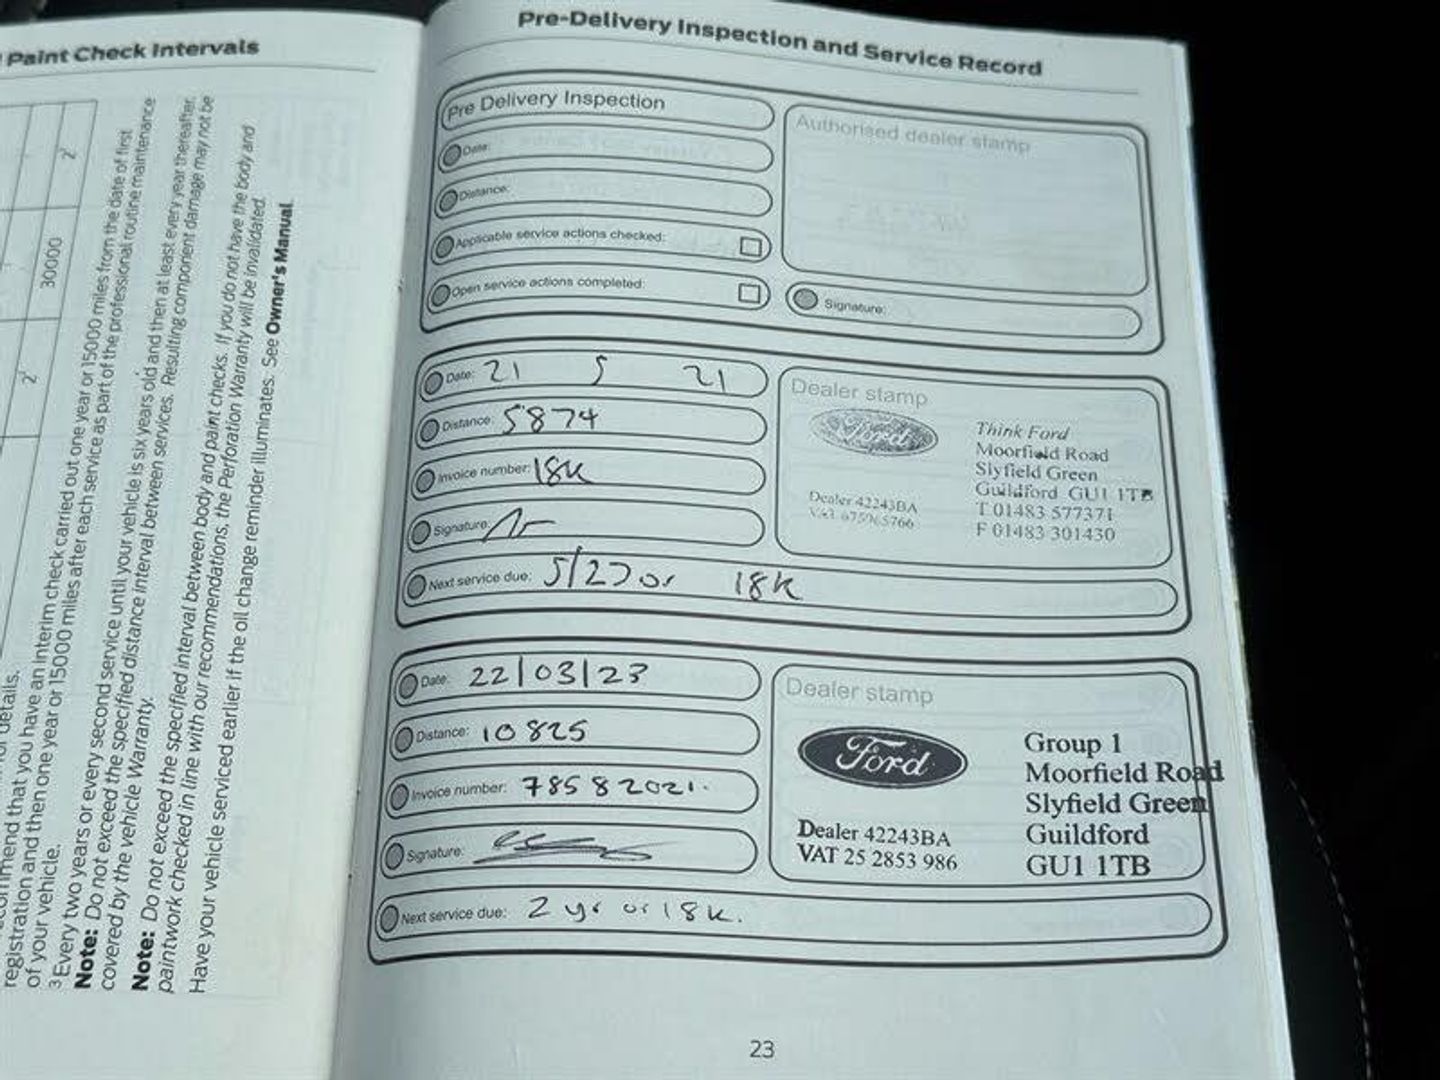 Paint Check Intervals
2¹
30000
2¹
details.
recommend that you have an interim check carried out one year or 15000 miles from the date of first
registration and then one year or 15000 miles after each service as part of the professional routine maintenance
of your vehicle.
3 Every two years or every second service until your vehicle is six years old and then at least every year thereafter.
Note: Do not exceed the specified distance interval between services. Resulting component damage may not be
covered by the vehicle Warranty.
Note: Do not exceed the specified interval between body and paint checks. If you do not have the body and
paintwork checked in line with our recommendations, the Perforation Warranty will be invalidated.
Have your vehicle serviced earlier if the oil change reminder illuminates. See Owner's Manual
Pre-Delivery Inspection and Service Record
Pre Delivery Inspection
Date:
Distance:
Applicable service actions checked:
Open service actions completed:
Authorised dealer stamp
Signature:
Date: 21 5 21
Distance: 5874
Invoice number: 18K
Signature:
Next service due: 5/23 or 18K
Dealer stamp
Ford
Think Ford
Moorfield Road
Slyfield Green
Guildford GU1 1TB
T 01483 577371
F 01483 301430
Dealer 42243BA
VAT 675965766
Date: 22/03/23
Distance: 10825
Invoice number: 78582021.
Signature:
Next service due: 2 yr or 18K.
Dealer stamp
Ford
Group 1
Moorfield Road
Slyfield Green
Guildford
GU1 1TB
Dealer 42243BA
VAT 25 2853 986
23